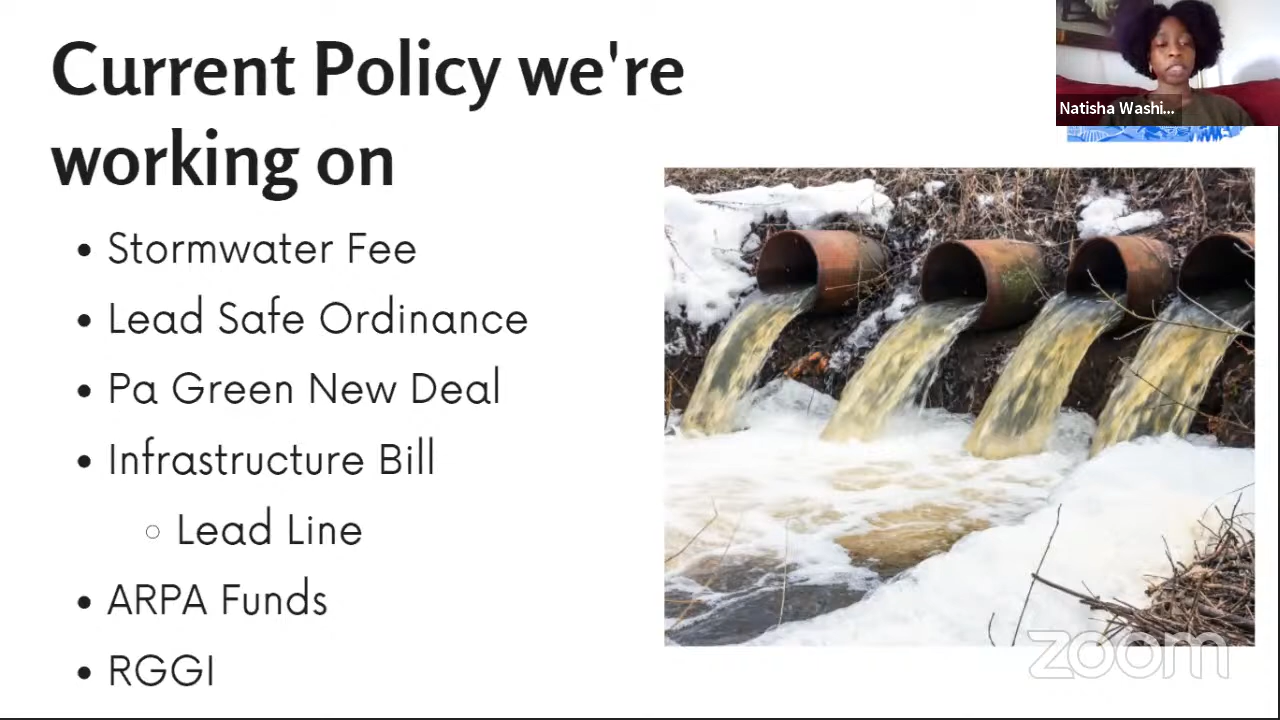 Current Policy we're
working on
Natisha Washi...
• Stormwater Fee
• Lead Safe Ordinance
• Pa Green New Deal
• Infrastructure Bill
○ Lead Line
• ARPA Funds
• RGGI
zoom